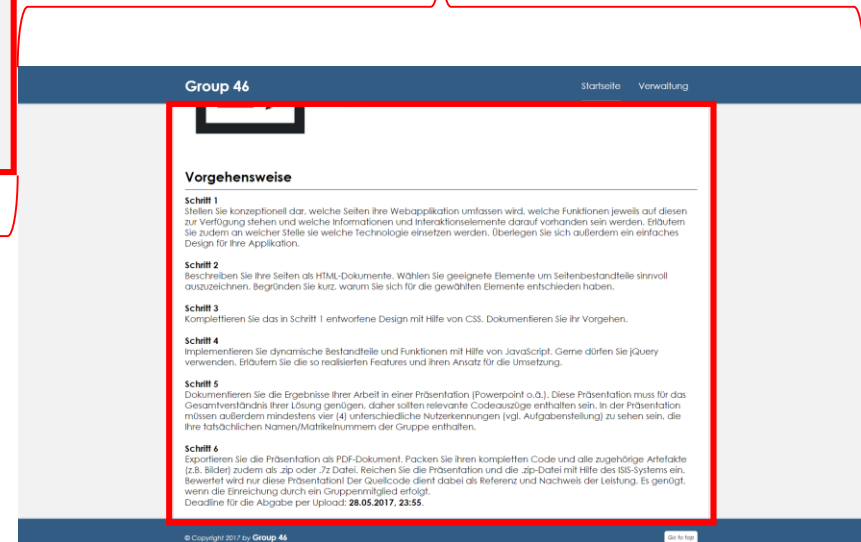 Group 46
Startseite Verwaltung
Vorgehensweise
Schritt 1
Stellen Sie konzeptionell dar, welche Seiten ihre Webapplikation umfassen wird, welche Funktionen jeweils auf diesen
zur Verfügung stehen und welche Informationen und Interaktionselemente darauf vorhanden sein werden. Erläutern
Sie zudem an welcher Stelle sie welche Technologie einsetzen werden. Überlegen Sie sich außerdem ein einfaches
Design für Ihre Applikation.
Schritt 2
Beschreiben Sie Ihre Seiten als HTML-Dokumente. Wählen Sie geeignete Elemente um Seitenbestandteile sinnvoll
auszuzeichnen. Begründen Sie kurz, warum Sie sich für die gewählten Elemente entschieden haben.
Schritt 3
Komplettieren Sie das in Schritt 1 entworfene Design mit Hilfe von CSS. Dokumentieren Sie ihr Vorgehen.
Schritt 4
Implementieren Sie dynamische Bestandteile und Funktionen mit Hilfe von JavaScript. Gerne dürfen Sie jQuery
verwenden. Erläutern Sie die so realisierten Features und ihren Ansatz für die Umsetzung.
Schritt 5
Dokumentieren Sie die Ergebnisse Ihrer Arbeit in einer Präsentation (Powerpoint o.ä.). Diese Präsentation muss für das
Gesamtverständnis Ihrer Lösung genügen, daher sollten relevante Codeauszüge enthalten sein. In der Präsentation
müssen außerdem mindestens vier (4) unterschiedliche Nutzerkennungen (vgl. Aufgabenstellung) zu sehen sein, die
Ihre tatsächlichen Namen/Matrikelnummern der Gruppe enthalten.
Schritt 6
Exportieren Sie die Präsentation als PDF-Dokument. Packen Sie ihren kompletten Code und alle zugehörige Artefakte
(z.B. Bilder) zudem als .zip oder .7z Datei. Reichen Sie die Präsentation und die .zip-Datei mit Hilfe des ISIS-Systems ein.
Bewertet wird nur diese Präsentation! Der Quellcode dient dabei als Referenz und Nachweis der Leistung. Es genügt,
wenn die Einreichung durch ein Gruppenmitglied erfolgt.
Deadline für die Abgabe per Upload: 28.05.2017, 23:55.
© Copyright 2017 by Group 46
Go to top